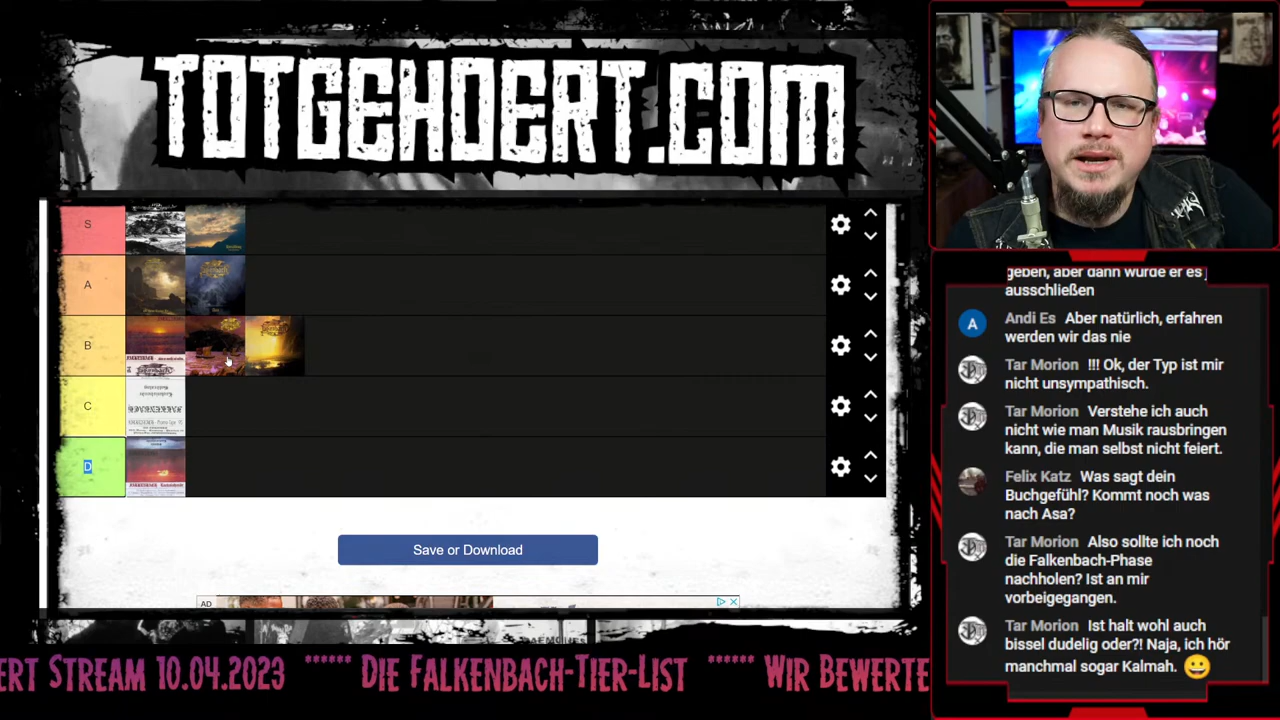 TOTGEHOERT.COM
S
A
B
C
D
Save or Download
AD
geben, aber dann würde er es
ausschließen
A
Andi Es Aber natürlich, erfahren
werden wir das nie
Tar Morion !!! Ok, der Typ ist mir
nicht unsympathisch.
Tar Morion Verstehe ich auch
nicht wie man Musik rausbringen
kann, die man selbst nicht feiert.
Felix Katz Was sagt dein
Buchgefühl? Kommt noch was
nach Asa?
Tar Morion Also sollte ich noch
die Falkenbach-Phase
nachholen? Ist an mir
vorbeigegangen.
Tar Morion Ist halt wohl auch
bissel dudelig oder?! Naja, ich hör
manchmal sogar Kalmah. 😀
ERT STREAM 10.04.2023 ****** DIE FALKENBACH-TIER-LIST ****** WIR BEWERTE